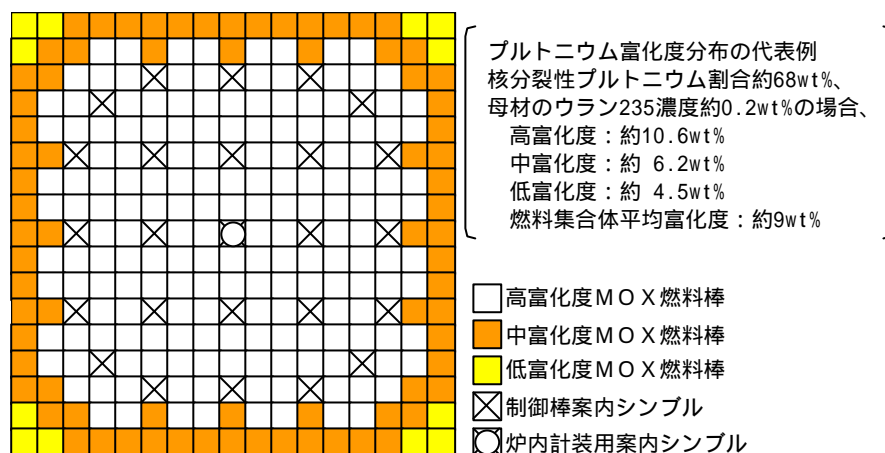 プルトニウム富化度分布の代表例
核分裂性プルトニウム割合約68wt%、
母材のウラン235濃度約0.2wt%の場合、
高富化度：約10.6wt%
中富化度：約 6.2wt%
低富化度：約 4.5wt%
燃料集合体平均富化度：約9wt%
高富化度ＭＯＸ燃料棒
中富化度ＭＯＸ燃料棒
低富化度ＭＯＸ燃料棒
制御棒案内シンブル
炉内計装用案内シンブル